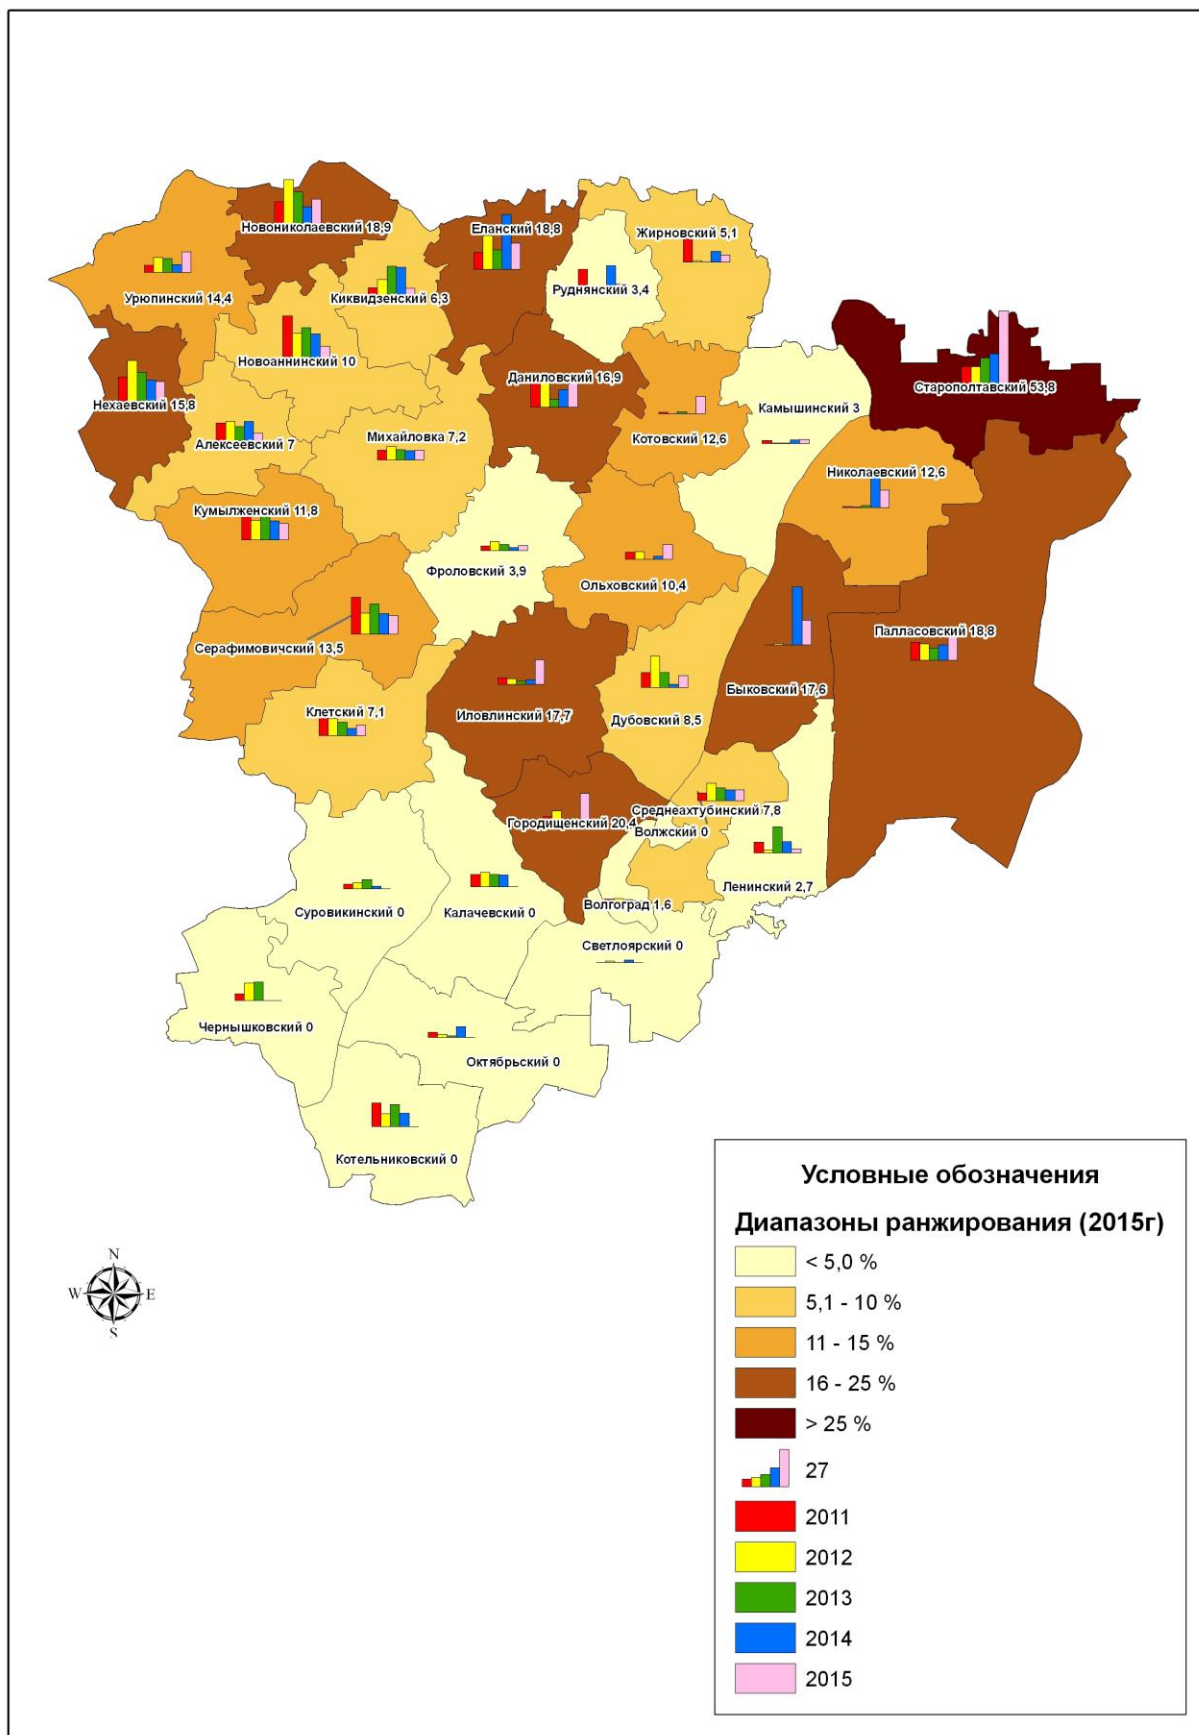 Новониколаевский 18,9
Еланский 18,8
Жирновский 5,1
Урюпинский 14,4
Киквидзенский 6,3
Руднянский 3,4
Новоаннинский 10
Старополтавский 53,8
Нехаевский 15,8
Даниловский 16,9
Камышинский 3
Алексеевский 7
Михайловка 7,2
Котовский 12,6
Николаевский 12,6
Кумылженский 11,8
Фроловский 3,9
Ольховский 10,4
Серафимовичский 13,5
Палласовский 18,8
Иловлинский 17,7
Дубовский 8,5
Быковский 17,6
Клетский 7,1
Среднеахтубинский 7,8
Городищенский 20,4
Волжский 0
Ленинский 2,7
Суровикинский 0
Калачевский 0
Волгоград 1,6
Светлоярский 0
Чернышковский 0
Октябрьский 0
Котельниковский 0
N
W
E
S
Условные обозначения
Диапазоны ранжирования (2015г)
< 5,0 %
5,1 - 10 %
11 - 15 %
16 - 25 %
> 25 %
27
2011
2012
2013
2014
2015